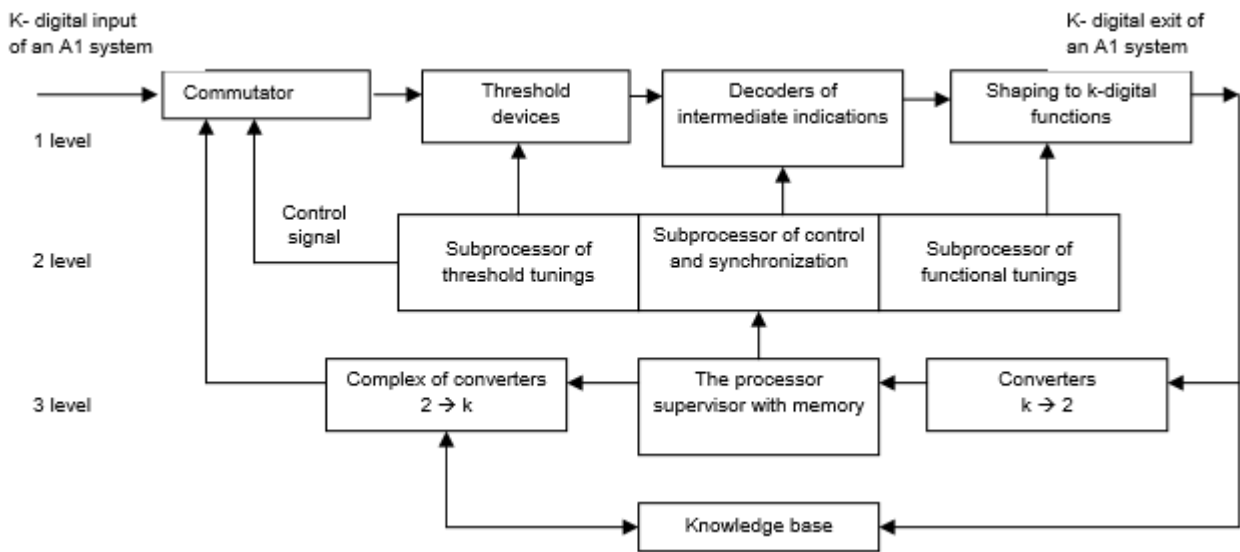 K- digital input
of an A1 system
K- digital exit of
an A1 system
Commutator
Threshold
devices
Decoders of
intermediate indications
Shaping to k-digital
functions
1 level
Control
signal
2 level
Subprocessor of
threshold tunings
Subprocessor of control
and synchronization
Subprocessor of
functional tunings
3 level
Complex of converters
2 → k
The processor
supervisor with memory
Converters
k → 2
Knowledge base